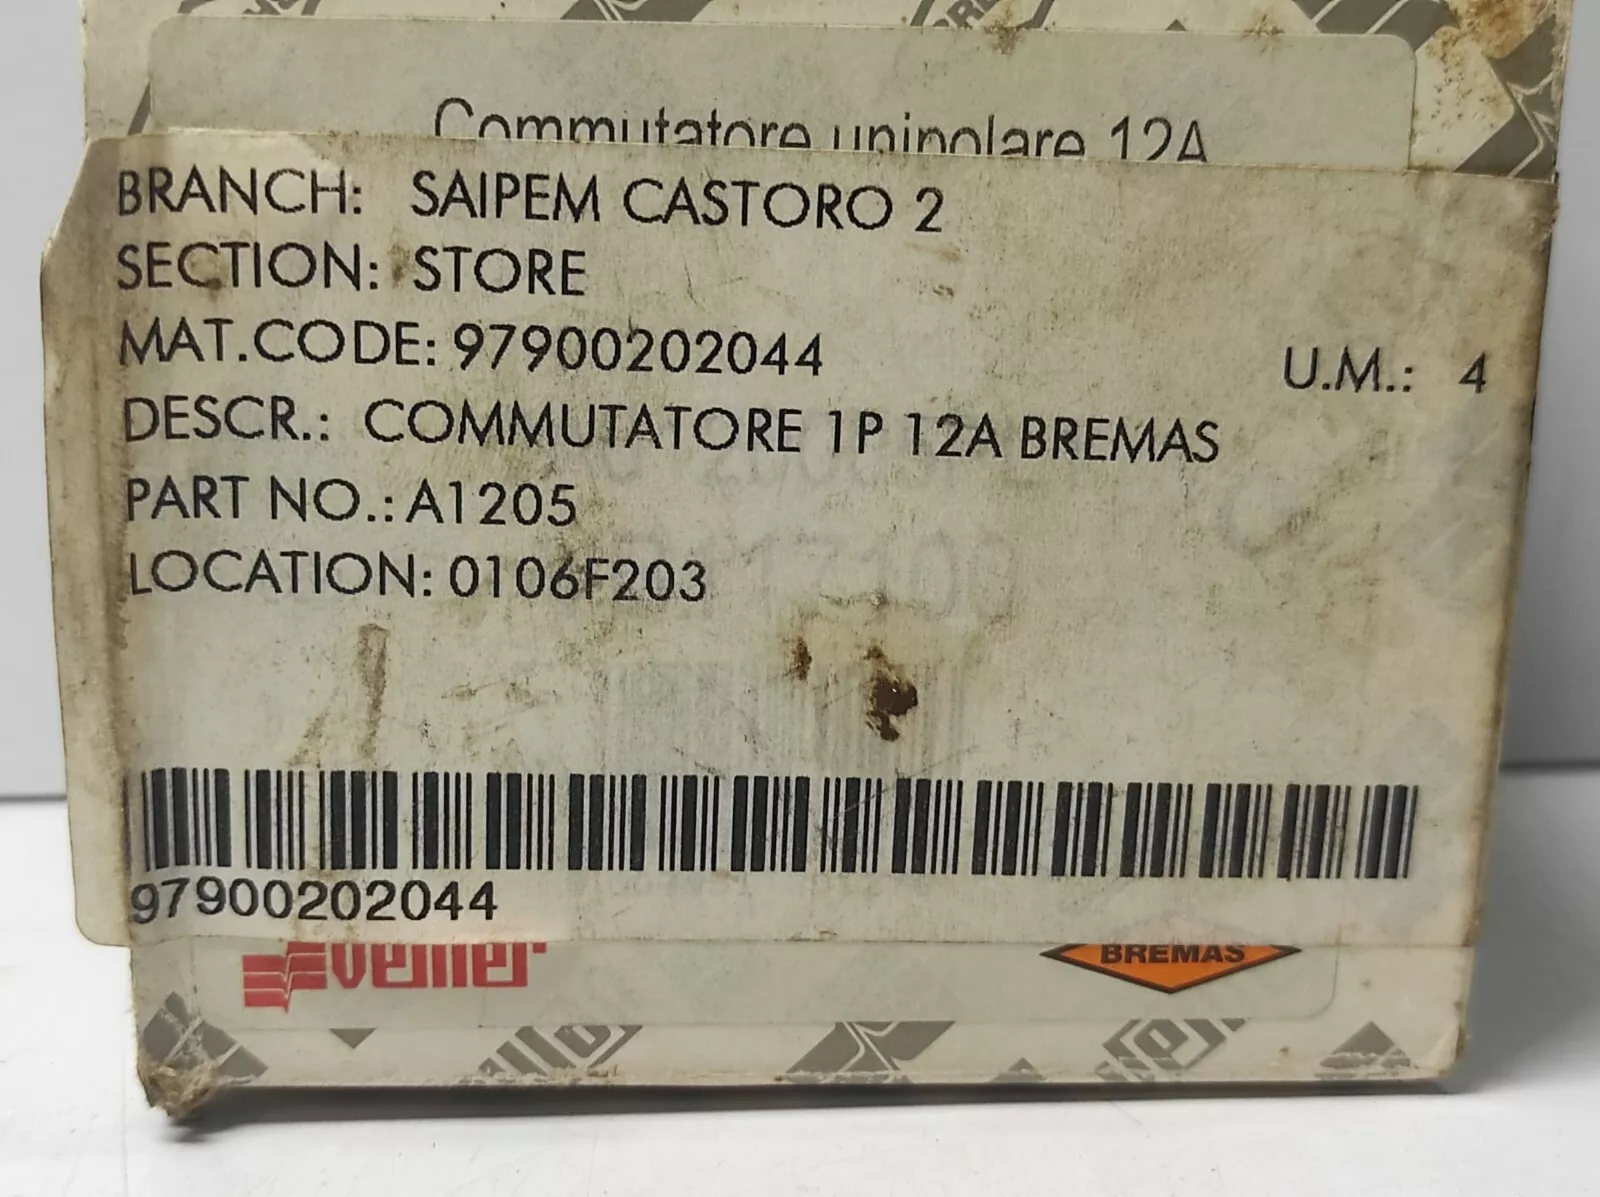 Commutatore unipolare 12A
BRANCH: SAIPEM CASTORO 2
SECTION: STORE
MAT.CODE: 97900202044
U.M.: 4
DESCR.: COMMUTATORE 1P 12A BREMAS
PART NO.: A1205
LOCATION: 0106F203
97900202044
vemer
BREMAS